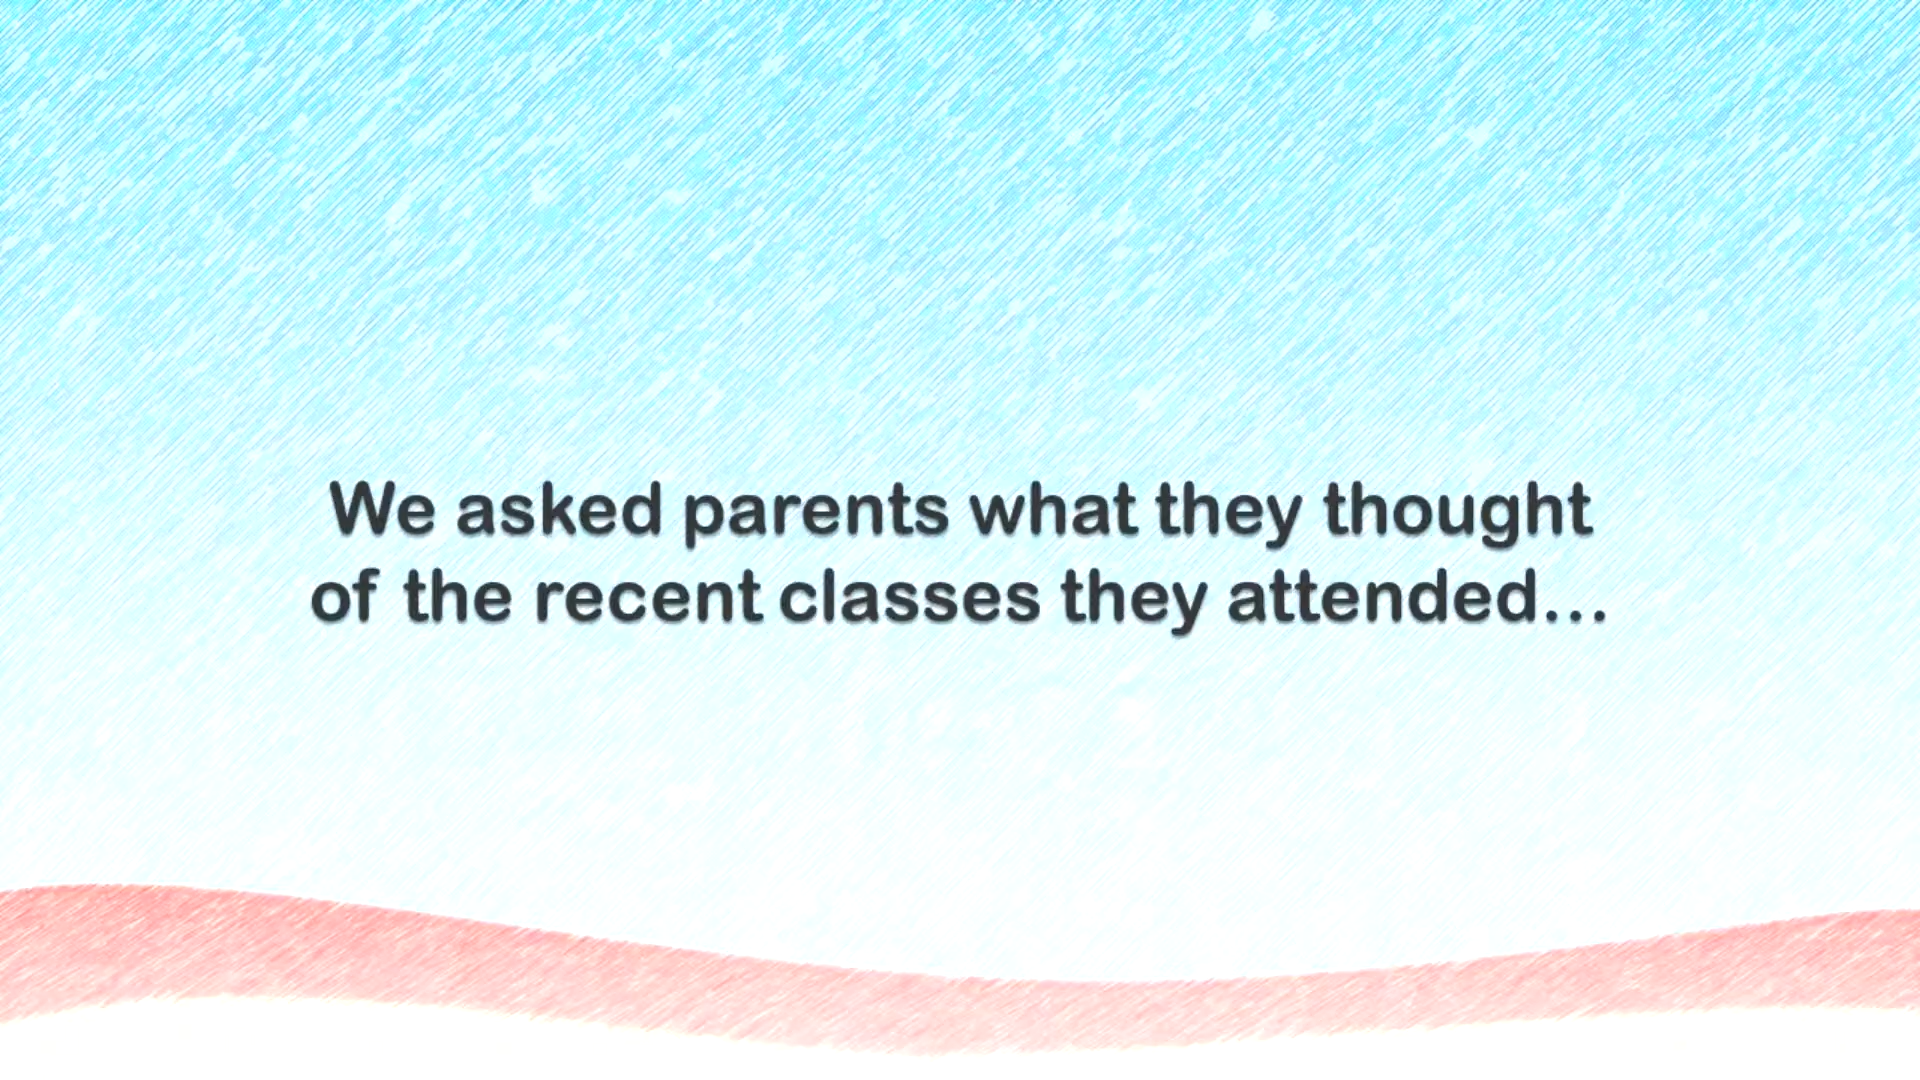 We asked parents what they thought
of the recent classes they attended...